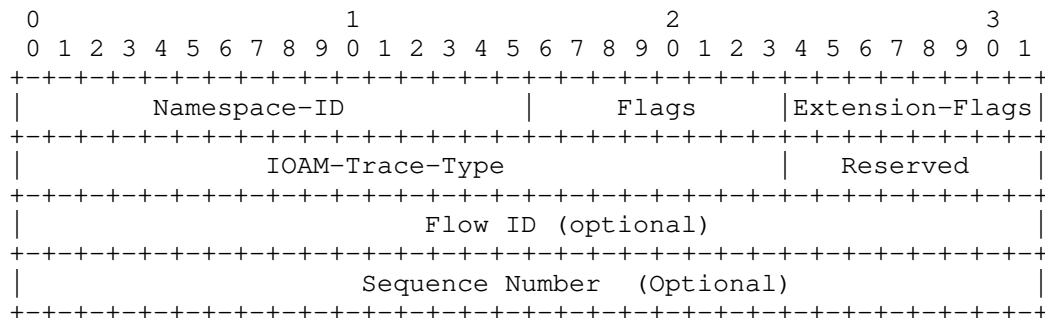 0                   1                   2                   3
 0 1 2 3 4 5 6 7 8 9 0 1 2 3 4 5 6 7 8 9 0 1 2 3 4 5 6 7 8 9 0 1
+-+-+-+-+-+-+-+-+-+-+-+-+-+-+-+-+-+-+-+-+-+-+-+-+-+-+-+-+-+-+-+-+
|        Namespace-ID           |     Flags     |Extension-Flags|
+-+-+-+-+-+-+-+-+-+-+-+-+-+-+-+-+-+-+-+-+-+-+-+-+-+-+-+-+-+-+-+-+
|               IOAM-Trace-Type                 |   Reserved    |
+-+-+-+-+-+-+-+-+-+-+-+-+-+-+-+-+-+-+-+-+-+-+-+-+-+-+-+-+-+-+-+-+
|                         Flow ID (optional)                    |
+-+-+-+-+-+-+-+-+-+-+-+-+-+-+-+-+-+-+-+-+-+-+-+-+-+-+-+-+-+-+-+-+
|                     Sequence Number  (Optional)               |
+-+-+-+-+-+-+-+-+-+-+-+-+-+-+-+-+-+-+-+-+-+-+-+-+-+-+-+-+-+-+-+-+